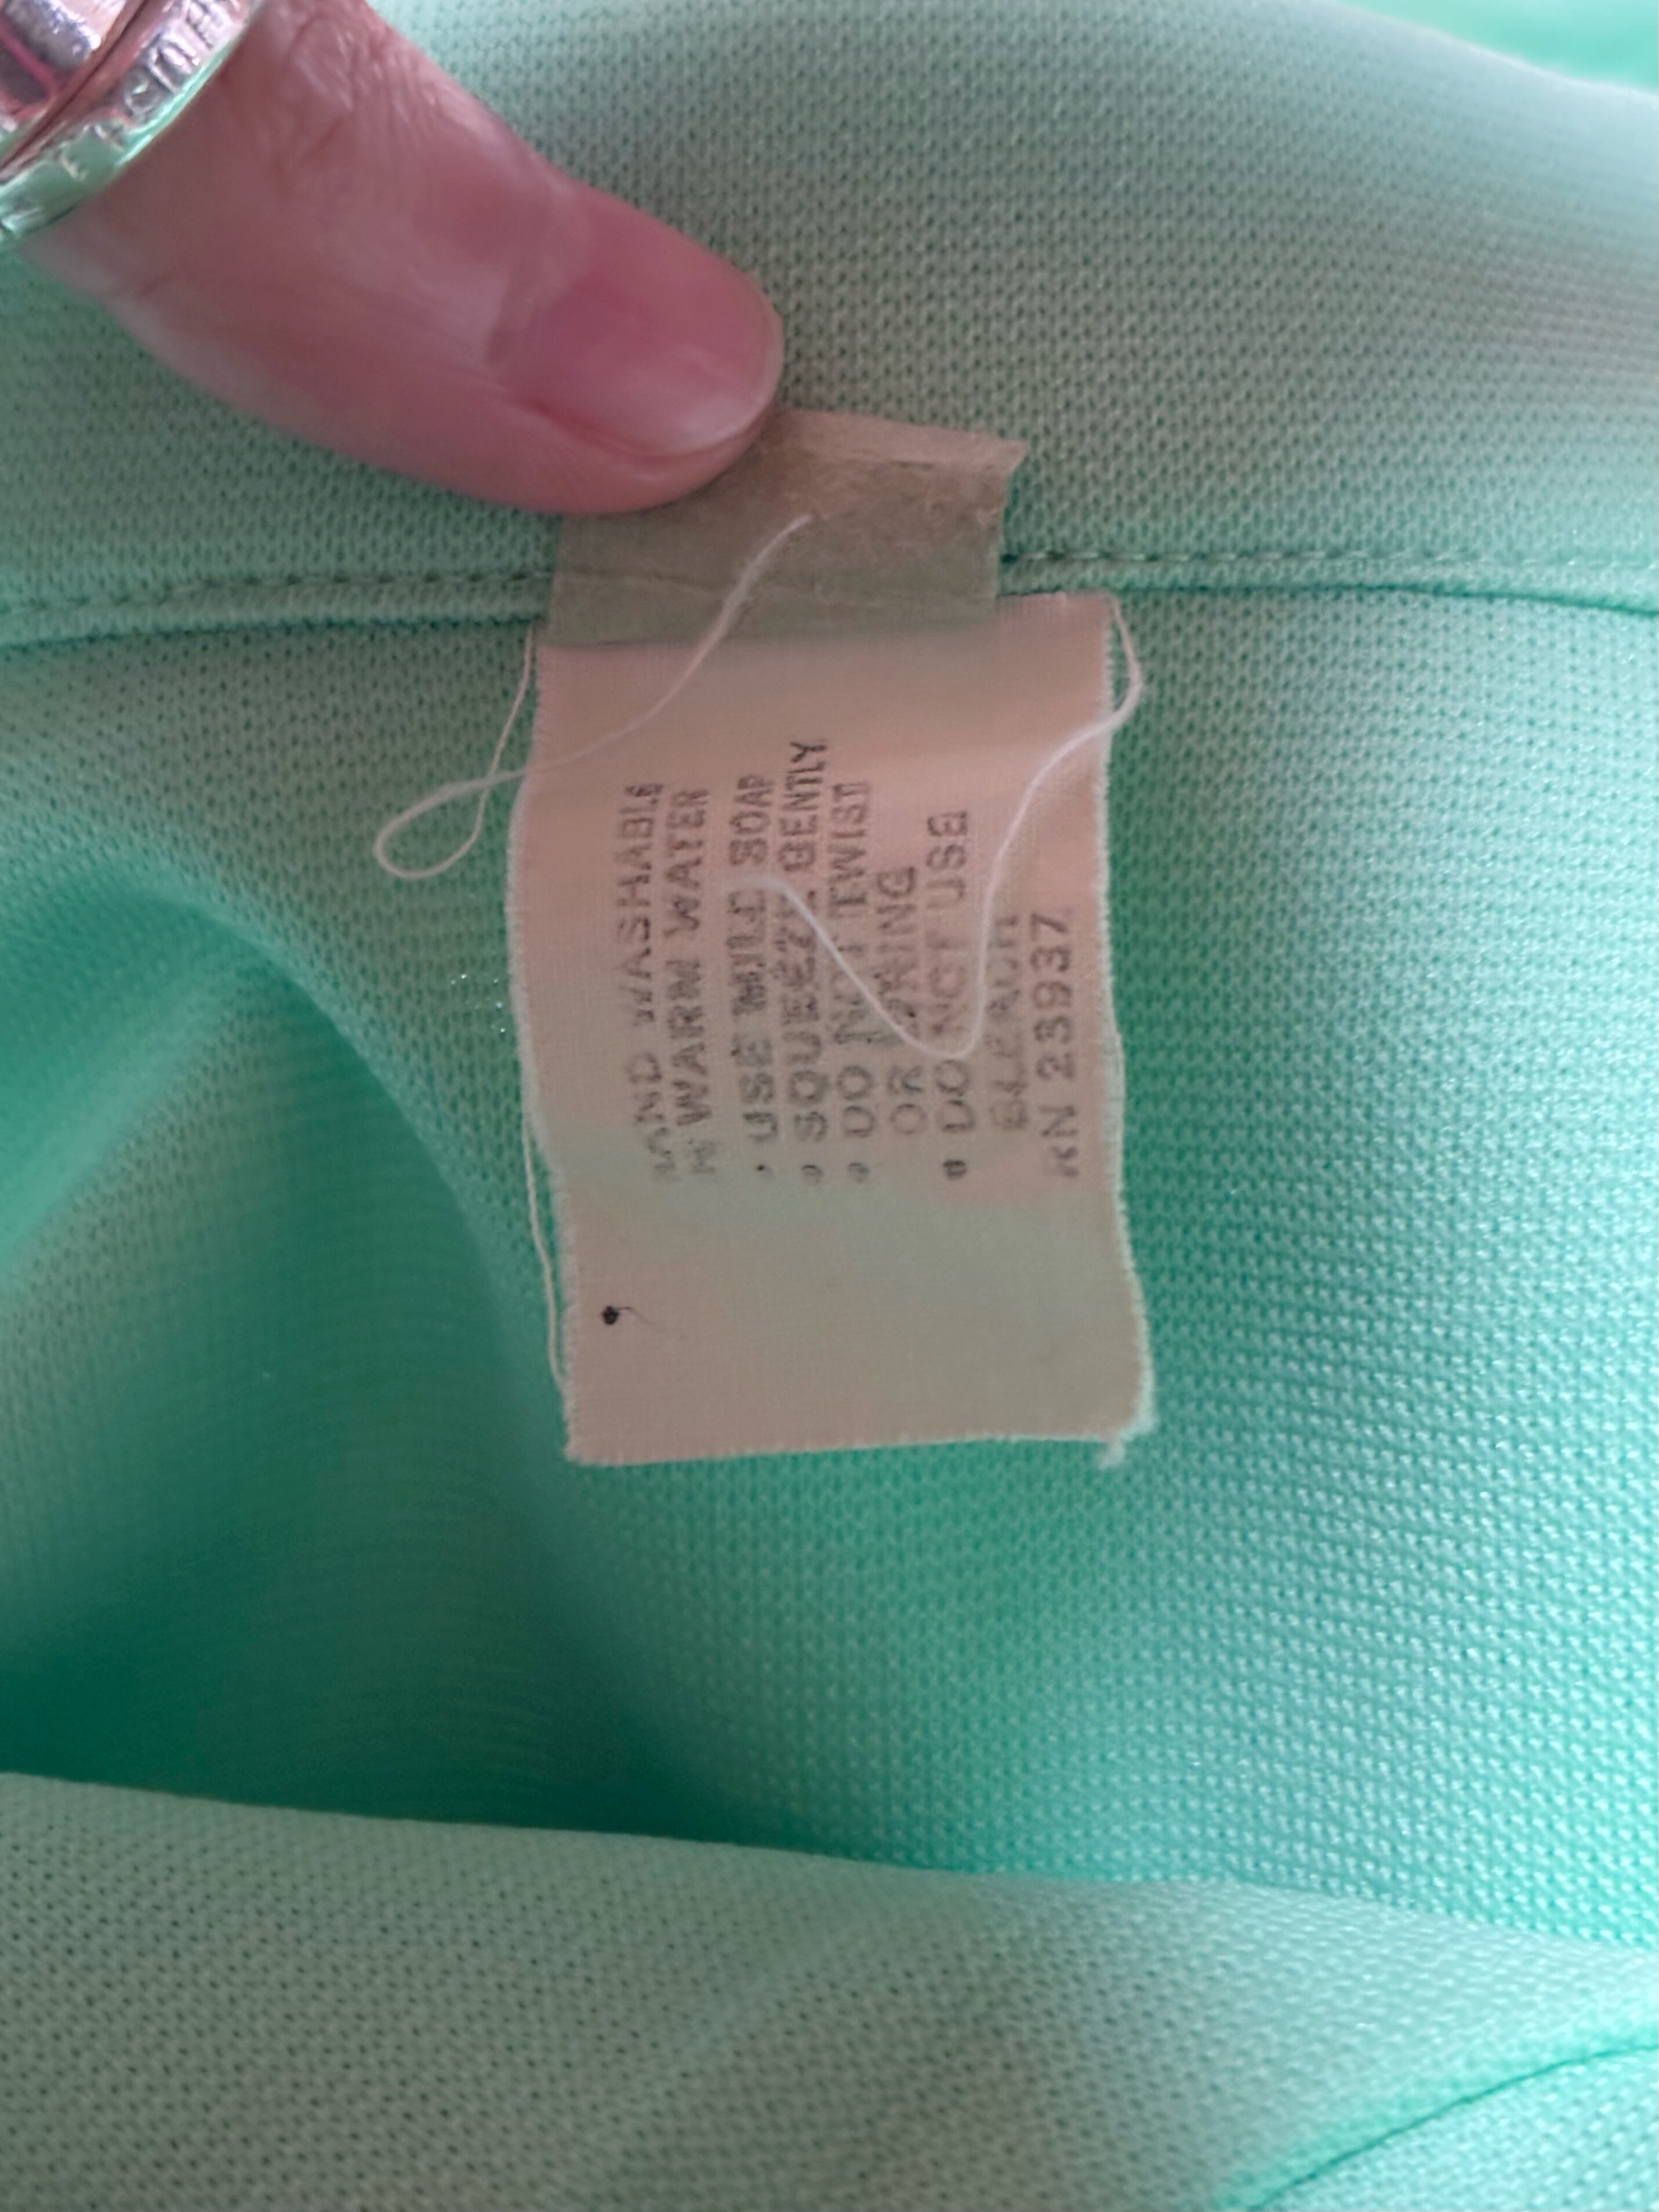 HAND WASHABLE
IN WARM WATER
• USE MILD SOAP
• SQUEEZE GENTLY
• DO NOT TWIST
OR WRING
• DO NOT USE
BLEACH
RN 23937